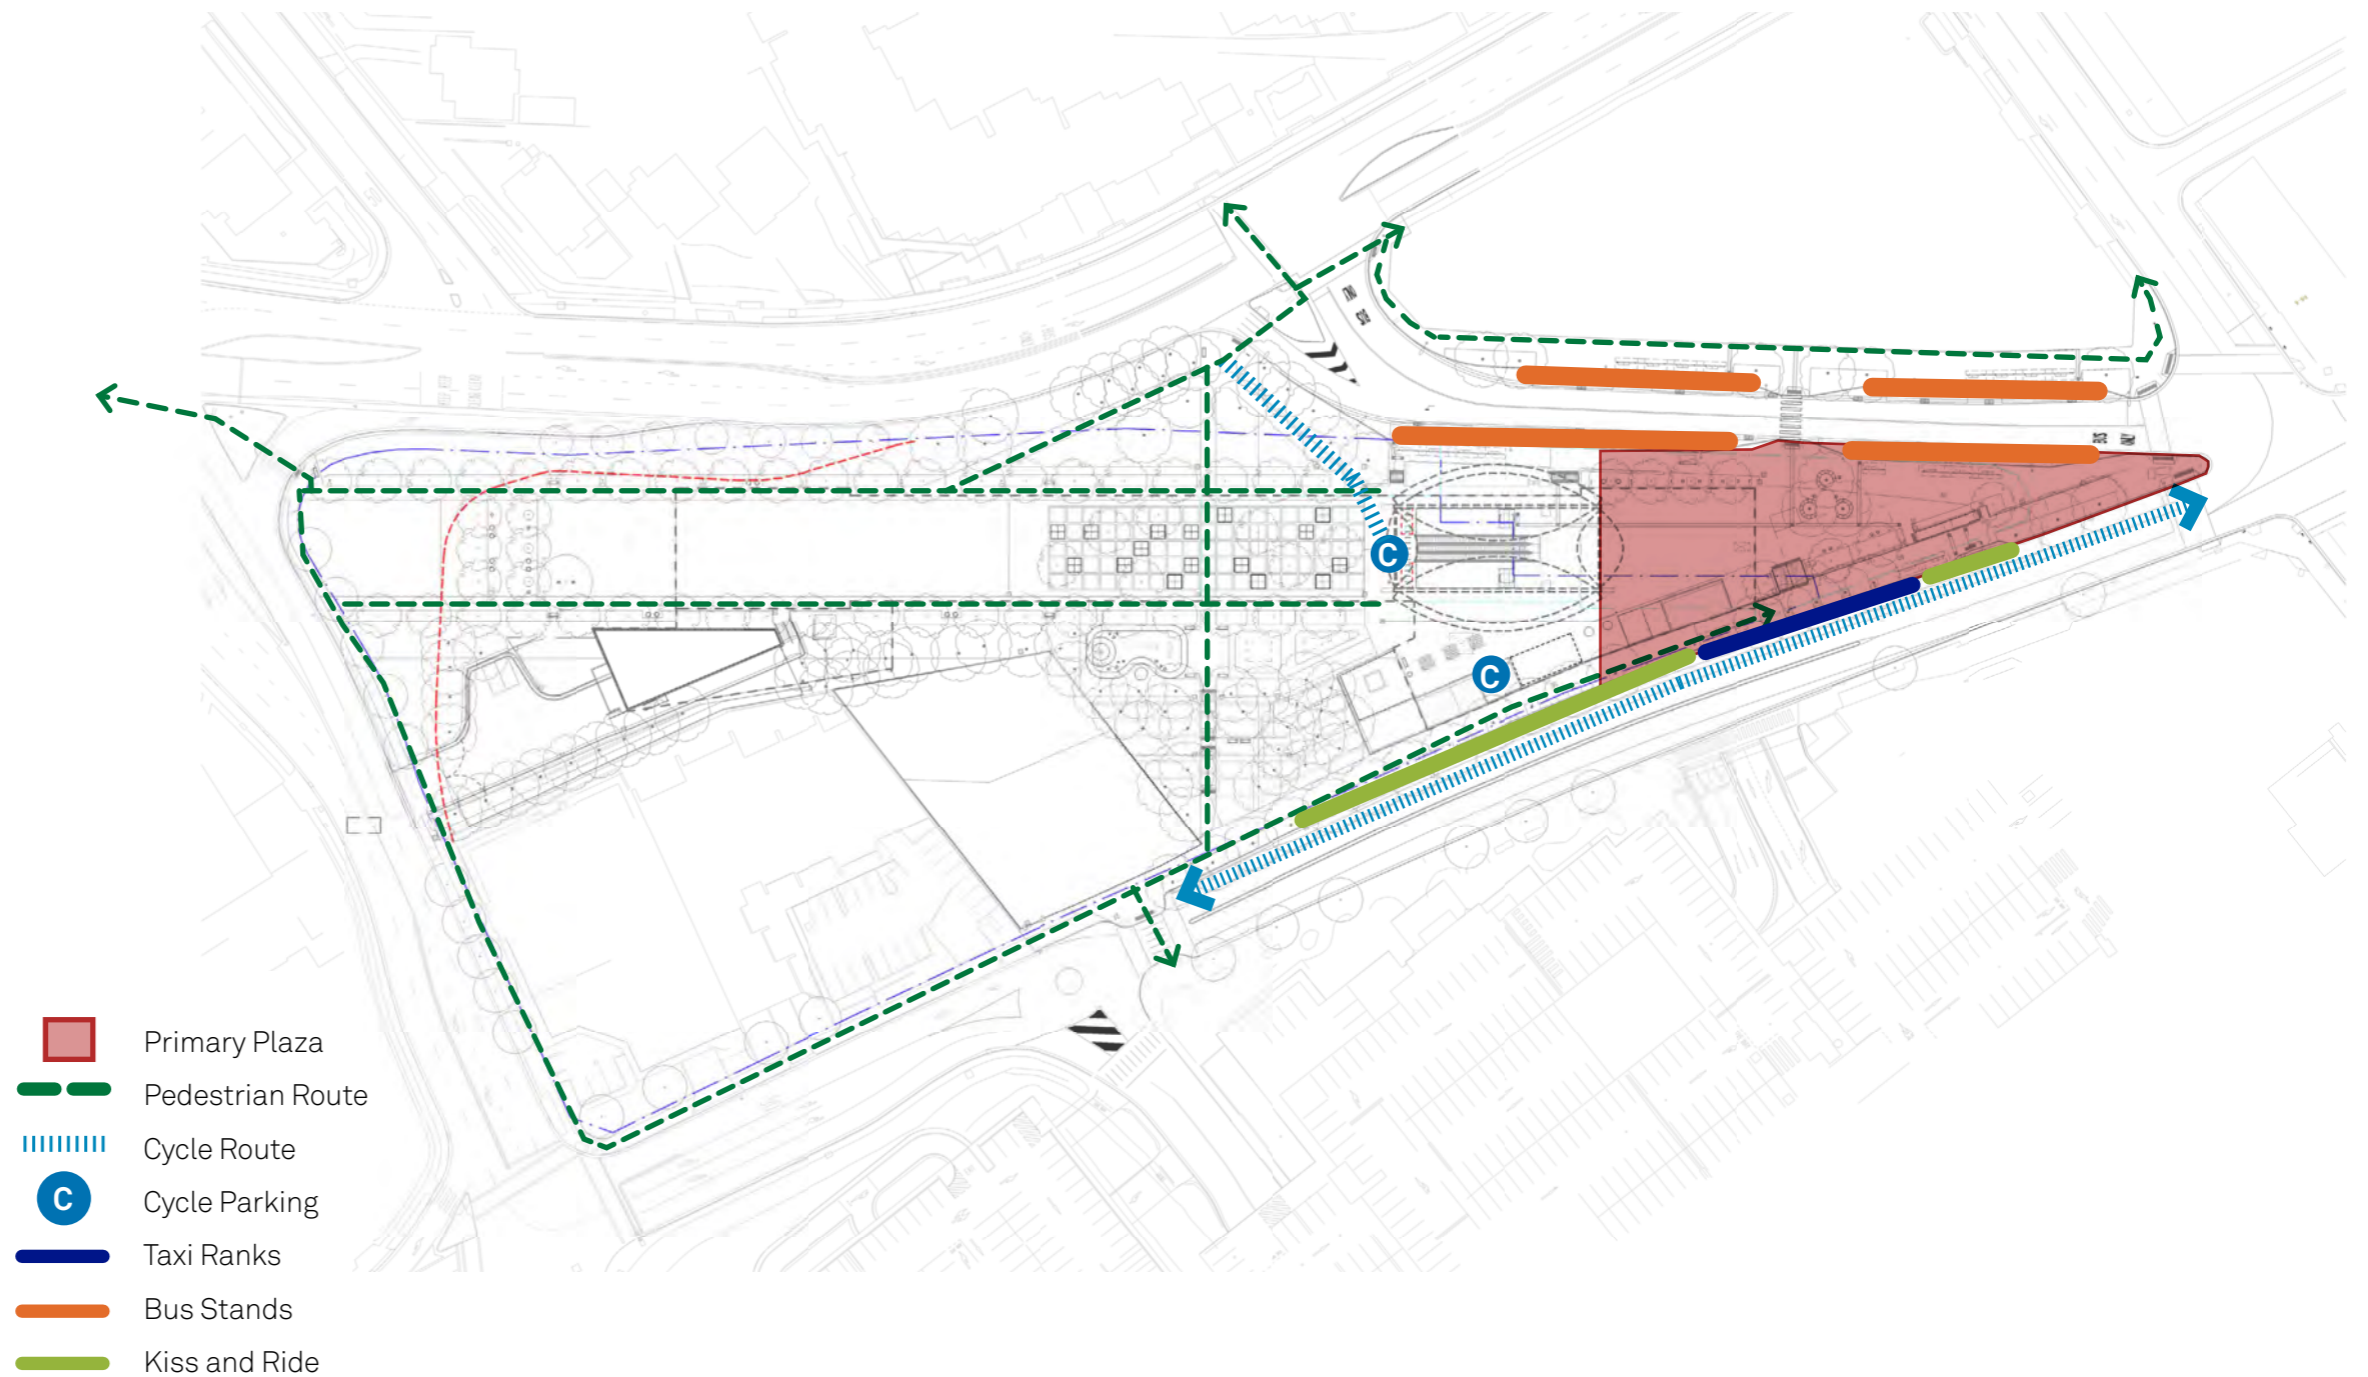 C
C
Primary Plaza
Pedestrian Route
Cycle Route
C
Cycle Parking
Taxi Ranks
Bus Stands
Kiss and Ride